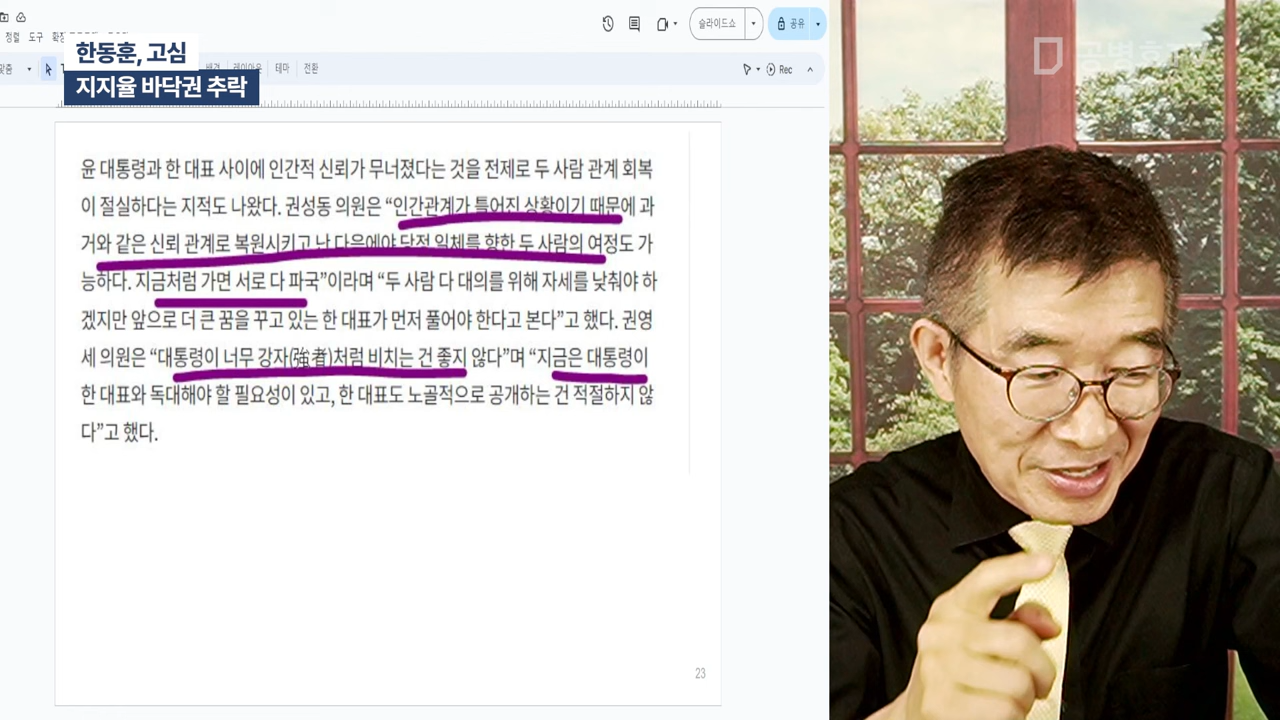 정렬 도구
슬라이드쇼
공유
한동훈, 고심
지지율 바닥권 추락
테마 전환
Rec
윤 대통령과 한 대표 사이에 인간적 신뢰가 무너졌다는 것을 전제로 두 사람 관계 회복
이 절실하다는 지적도 나왔다. 권성동 의원은 “인간관계가 틀어진 상황이기 때문에 과
거와 같은 신뢰 관계로 복원시키고 난 다음에야 당정 일체를 향한 두 사람의 여정도 가
능하다. 지금처럼 가면 서로 다 파국”이라며 “두 사람 다 대의를 위해 자세를 낮춰야 하
겠지만 앞으로 더 큰 꿈을 꾸고 있는 한 대표가 먼저 풀어야 한다고 본다”고 했다. 권영
세 의원은 “대통령이 너무 강자(強者)처럼 비치는 건 좋지 않다”며 “지금은 대통령이
한 대표와 독대해야 할 필요성이 있고, 한 대표도 노골적으로 공개하는 건 적절하지 않
다”고 했다.
23